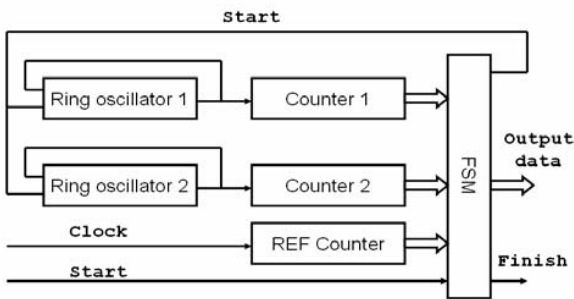 Start
Ring oscillator 1
Counter 1
Ring oscillator 2
Counter 2
FSM
Output
data
Clock
REF Counter
Start
Finish